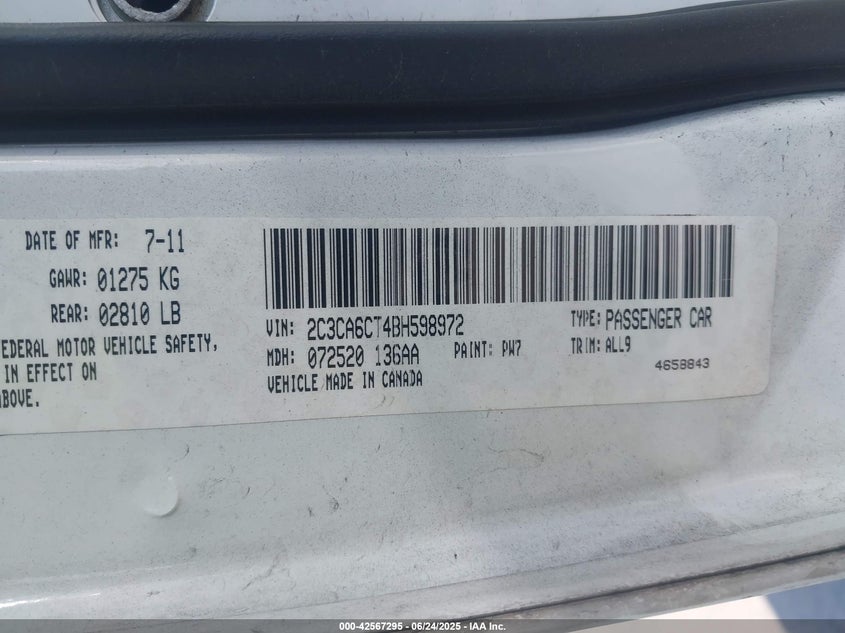 DATE OF MFR: 7-11
GAWR: 01275 KG
REAR: 02810 LB
EDERAL MOTOR VEHICLE SAFETY,
IN EFFECT ON
ABOVE.
VIN: 2C3CA6CT4BH598972
TYPE: PASSENGER CAR
MDH: 072520 136AA
PAINT: PW7
TRIM: ALL9
VEHICLE MADE IN CANADA
4658843
000-42567295 - 06/24/2025 - IAA Inc.